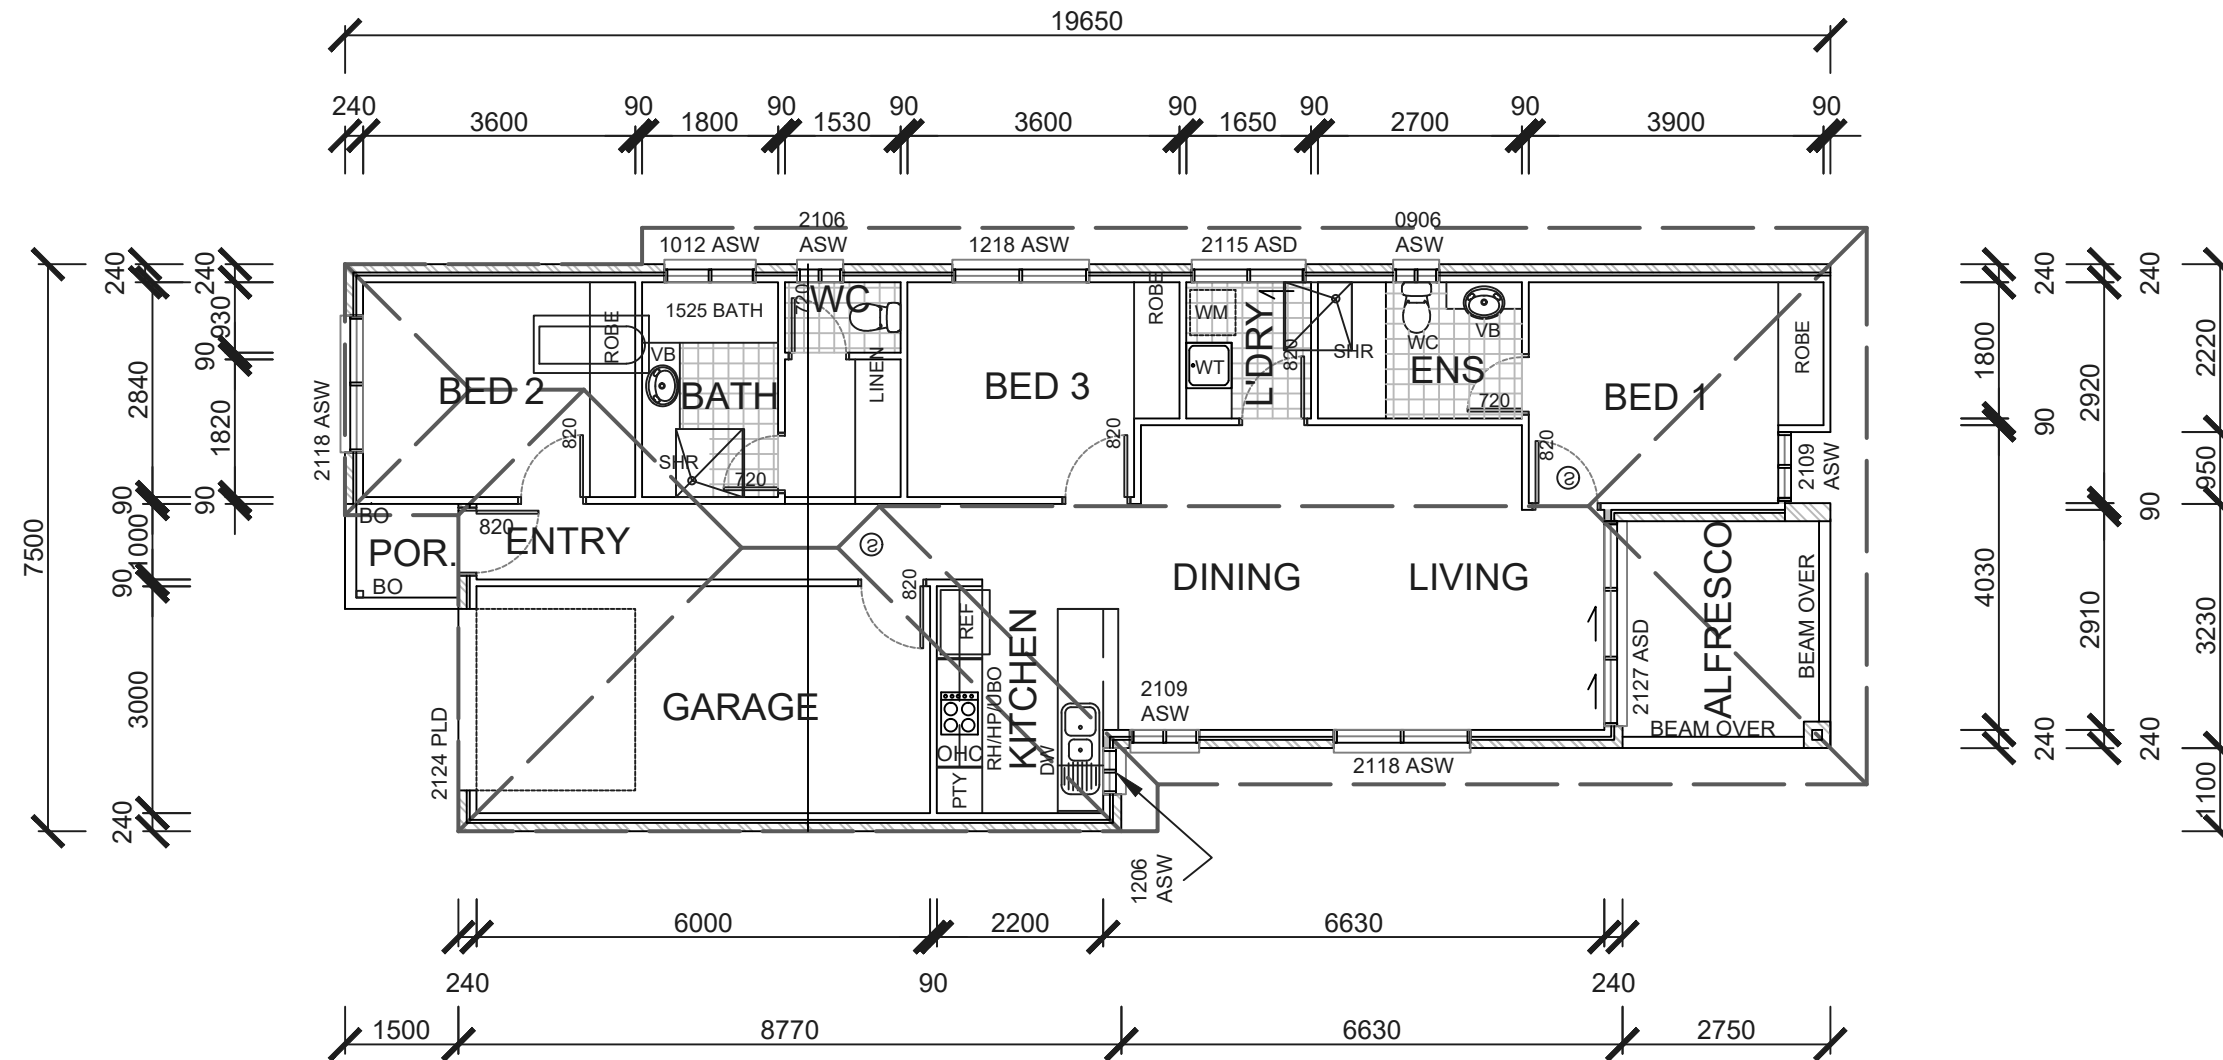 19650
240
3600
90
1800
90
1530
90
3600
90
1650
90
2700
90
3900
90
1012 ASW
2106
ASW
1218 ASW
2115 ASD
0906
ASW
7500
240
2840
90
1000
90
3000
240
240
930
90
1820
90
2118 ASW
BED 2
ROBE
820
1525 BATH
VB
BATH
SHR
720
WC
720
LINEN
BED 3
ROBE
820
WM
WT
L'DRY
820
SHR
WC
VB
ENS
720
BED 1
ROBE
820
S
2109
ASW
BO
POR.
BO
820
ENTRY
S
820
GARAGE
2124 PLD
REF
OHC
PTY
RH/HP/UBO
KITCHEN
DW
DINING
LIVING
2109
ASW
2118 ASW
2127 ASD
ALFRESCO
BEAM OVER
BEAM OVER
1206
ASW
240
1800
90
4030
240
240
2920
90
2910
240
2220
950
3230
1100
6000
2200
6630
240
90
240
1500
8770
6630
2750